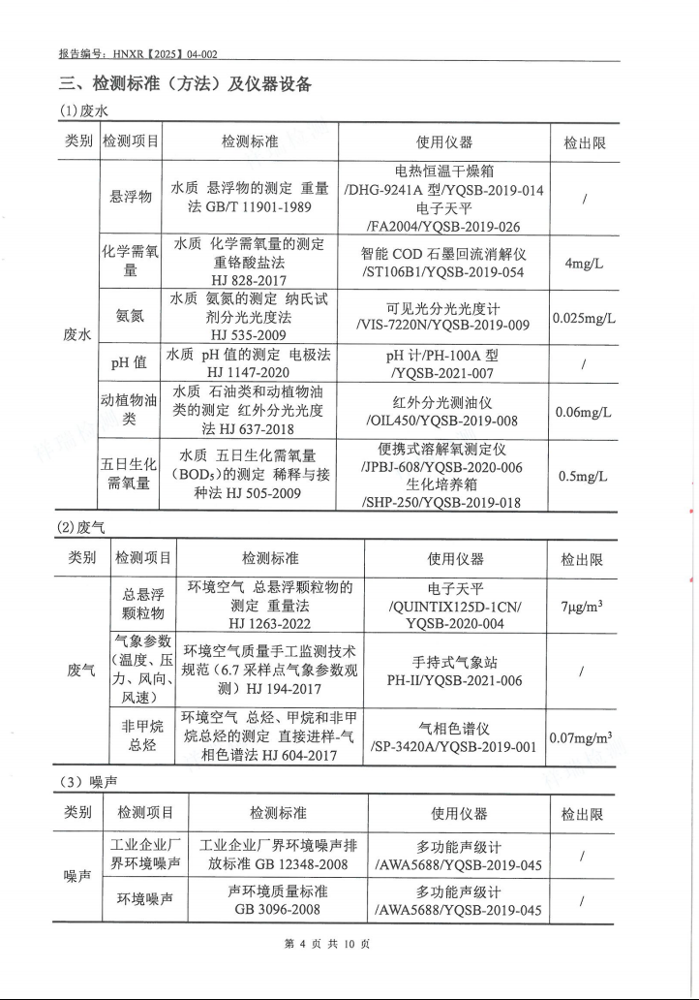 报告编号：HNXR【2025】04-002
三、检测标准（方法）及仪器设备
(1)废水
类别 检测项目 检测标准 使用仪器 检出限
废水
悬浮物
水质 悬浮物的测定 重量
法 GB/T 11901-1989
电热恒温干燥箱
/DHG-9241A 型/YQSB-2019-014
电子天平
/FA2004/YQSB-2019-026
/
化学需氧
量
水质 化学需氧量的测定
重铬酸盐法
HJ 828-2017
智能 COD 石墨回流消解仪
/ST106B1/YQSB-2019-054
4mg/L
氨氮
水质 氨氮的测定 纳氏试
剂分光光度法
HJ 535-2009
可见光分光光度计
/VIS-7220N/YQSB-2019-009
0.025mg/L
pH 值
水质 pH 值的测定 电极法
HJ 1147-2020
pH 计/PH-100A 型
/YQSB-2021-007
/
动植物油
类
水质 石油类和动植物油
类的测定 红外分光光度
法 HJ 637-2018
红外分光测油仪
/OIL450/YQSB-2019-008
0.06mg/L
五日生化
需氧量
水质 五日生化需氧量
（BOD₅)的测定 稀释与接
种法 HJ 505-2009
便携式溶解氧测定仪
/JPBJ-608/YQSB-2020-006
生化培养箱
/SHP-250/YQSB-2019-018
0.5mg/L
(2)废气
类别 检测项目 检测标准 使用仪器 检出限
废气
总悬浮
颗粒物
环境空气 总悬浮颗粒物的
测定 重量法
HJ 1263-2022
电子天平
/QUINTIX125D-1CN/
YQSB-2020-004
7μg/m³
气象参数
（温度、压
力、风向、
风速）
环境空气质量手工监测技术
规范（6.7 采样点气象参数观
测）HJ 194-2017
手持式气象站
PH-II/YQSB-2021-006
/
非甲烷
总烃
环境空气 总烃、甲烷和非甲
烷总烃的测定 直接进样-气
相色谱法 HJ 604-2017
气相色谱仪
/SP-3420A/YQSB-2019-001
0.07mg/m³
（3）噪声
类别 检测项目 检测标准 使用仪器 检出限
噪声
工业企业厂
界环境噪声
工业企业厂界环境噪声排
放标准 GB 12348-2008
多功能声级计
/AWA5688/YQSB-2019-045
/
环境噪声
声环境质量标准
GB 3096-2008
多功能声级计
/AWA5688/YQSB-2019-045
/
第 4 页 共 10 页